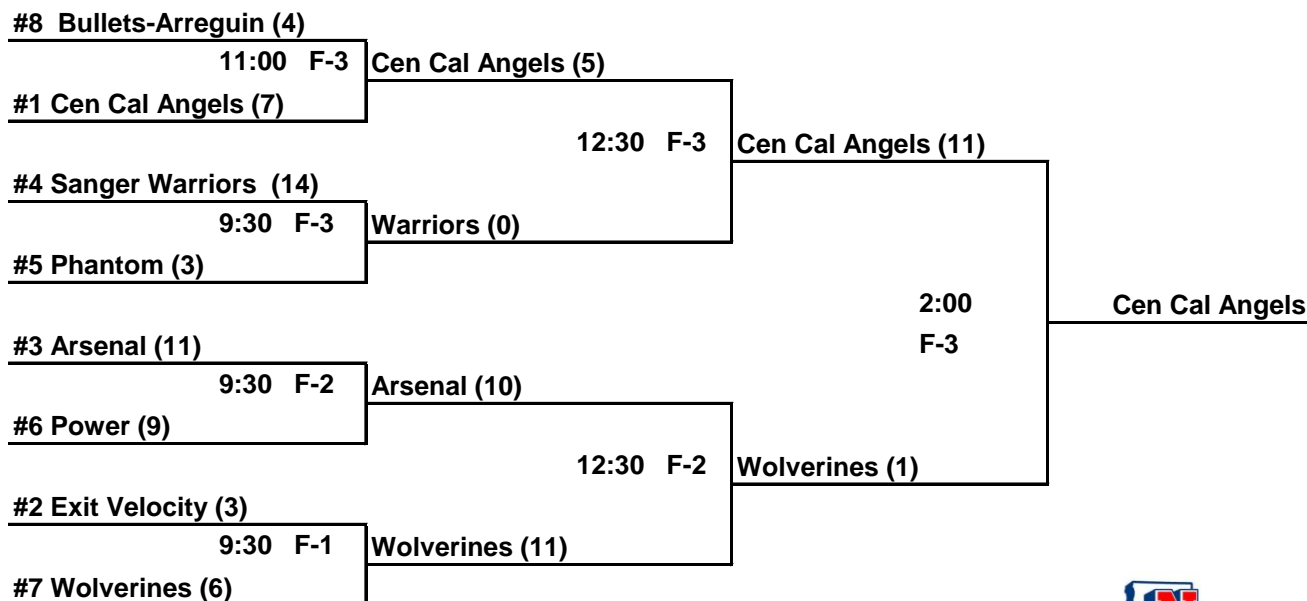 #8  Bullets-Arreguin (4)
11:00 F-3
Cen Cal Angels (5)
#1 Cen Cal Angels (7)
12:30 F-3
Cen Cal Angels (11)
#4 Sanger Warriors  (14)
9:30 F-3
Warriors (0)
#5 Phantom (3)
2:00
Cen Cal Angels
F-3
#3 Arsenal (11)
9:30 F-2
Arsenal (10)
#6 Power (9)
12:30 F-2
Wolverines (1)
#2 Exit Velocity (3)
9:30 F-1
Wolverines (11)
#7 Wolverines (6)